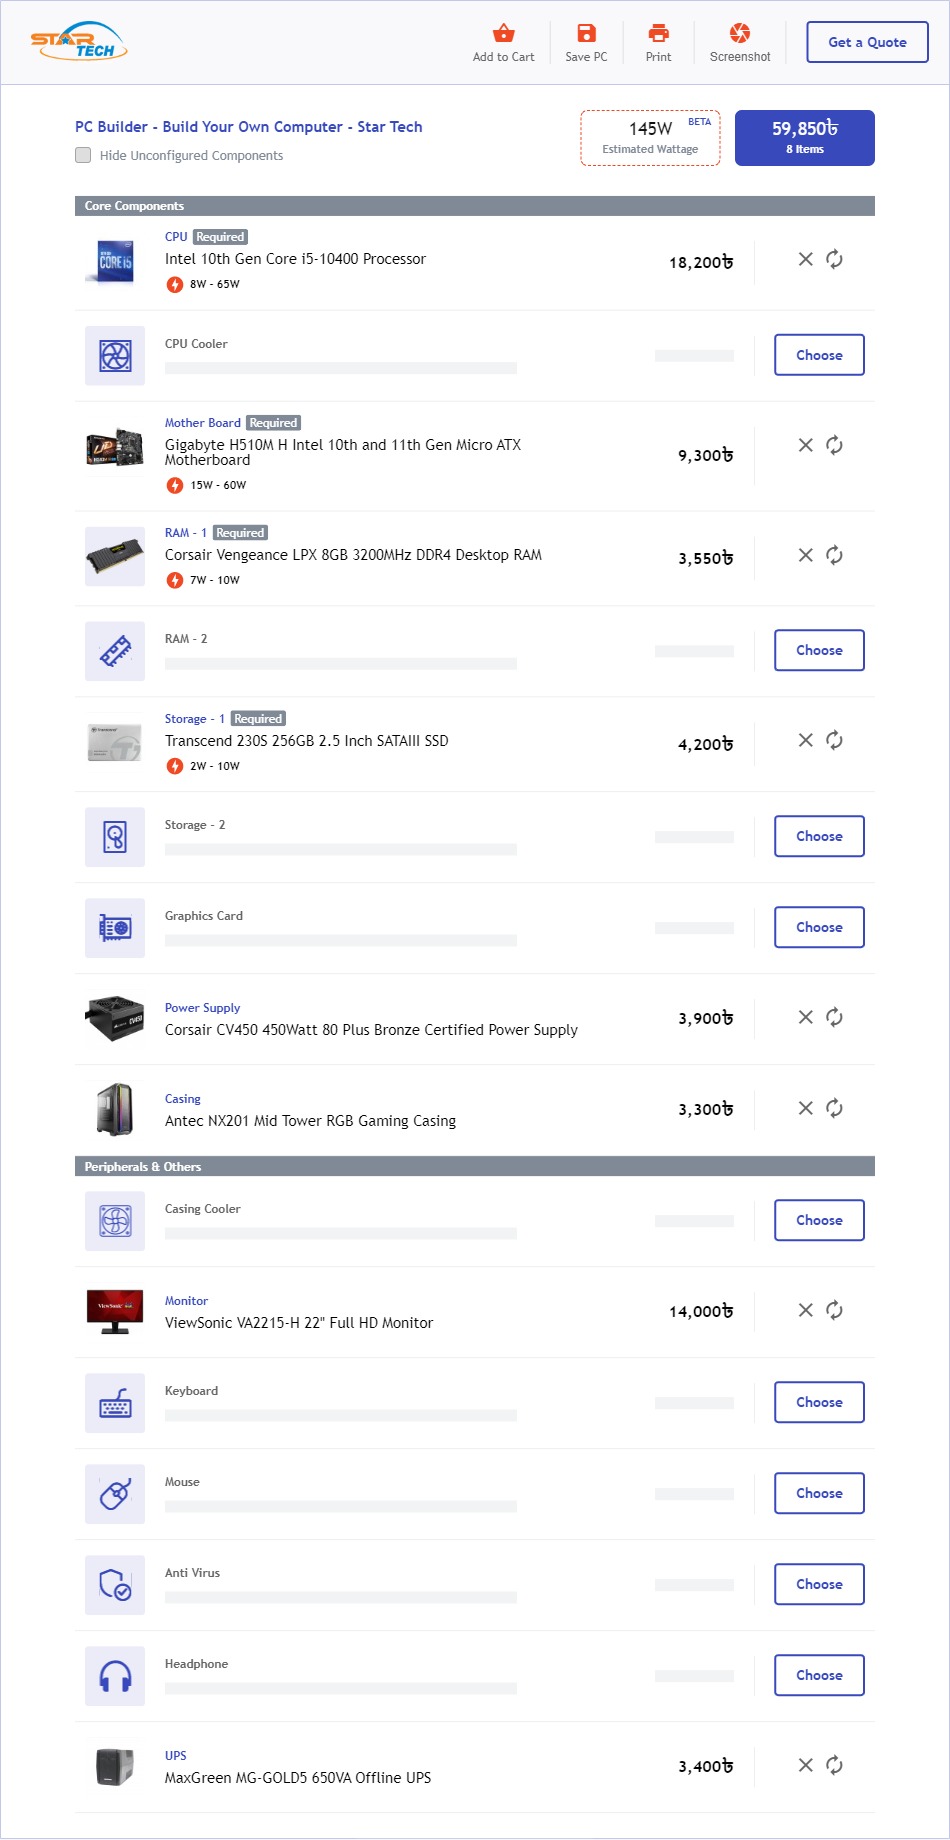 STAR
TECH
Add to Cart
Save PC
Print
Screenshot
Get a Quote
PC Builder - Build Your Own Computer - Star Tech
Hide Unconfigured Components
145W BETA
Estimated Wattage
59,850৳
8 Items
Core Components
CPU Required
Intel 10th Gen Core i5-10400 Processor
8W - 65W
18,200৳
CPU Cooler
Choose
Mother Board Required
Gigabyte H510M H Intel 10th and 11th Gen Micro ATX
Motherboard
15W - 60W
9,300৳
RAM - 1 Required
Corsair Vengeance LPX 8GB 3200MHz DDR4 Desktop RAM
7W - 10W
3,550৳
RAM - 2
Choose
Storage - 1 Required
Transcend 230S 256GB 2.5 Inch SATAIII SSD
2W - 10W
4,200৳
Storage - 2
Choose
Graphics Card
Choose
Power Supply
Corsair CV450 450Watt 80 Plus Bronze Certified Power Supply
3,900৳
Casing
Antec NX201 Mid Tower RGB Gaming Casing
3,300৳
Peripherals & Others
Casing Cooler
Choose
Monitor
ViewSonic VA2215-H 22" Full HD Monitor
14,000৳
Keyboard
Choose
Mouse
Choose
Anti Virus
Choose
Headphone
Choose
UPS
MaxGreen MG-GOLD5 650VA Offline UPS
3,400৳